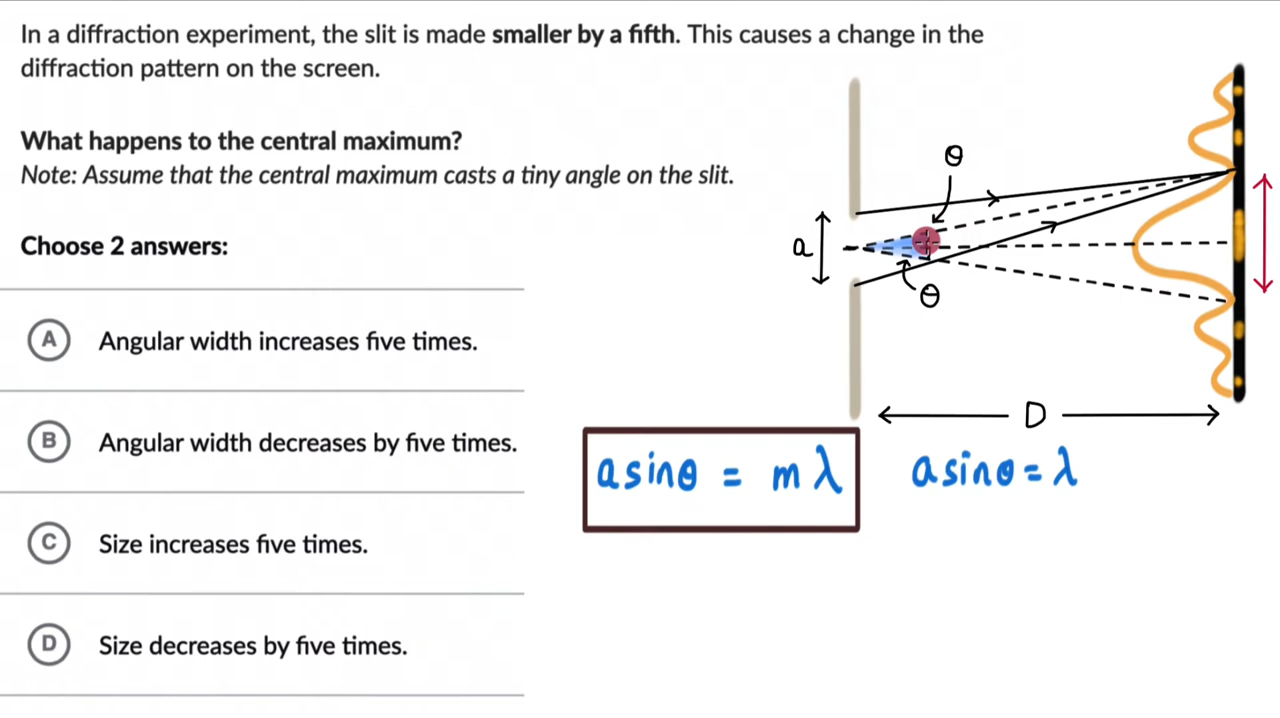 In a diffraction experiment, the slit is made smaller by a fifth. This causes a change in the
diffraction pattern on the screen.
What happens to the central maximum?
Note: Assume that the central maximum casts a tiny angle on the slit.
Choose 2 answers:
A Angular width increases five times.
B Angular width decreases by five times.
C Size increases five times.
D Size decreases by five times.
θ
a
θ
D
a sinθ = mλ
a sinθ = λ